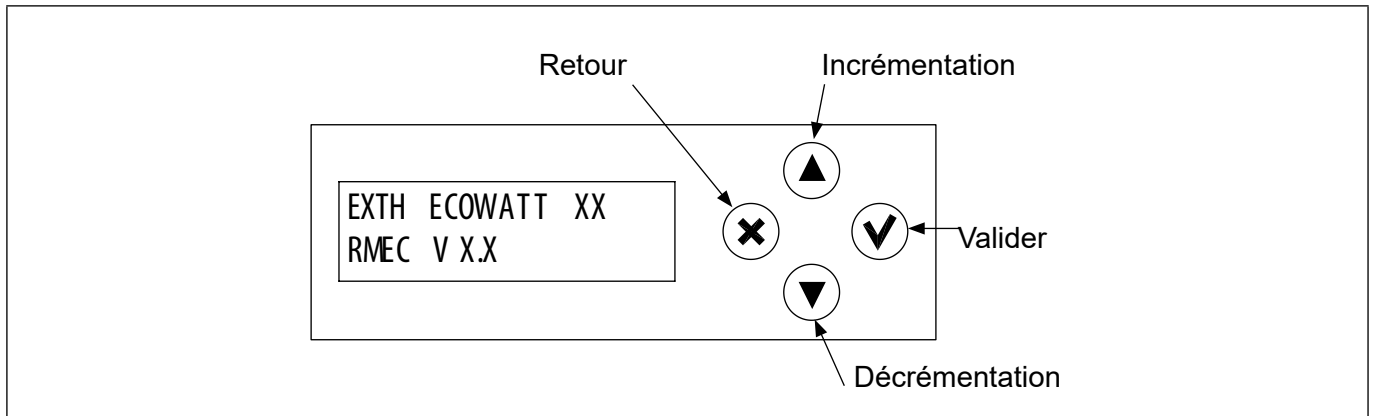 Retour
Incrémentation
EXTH ECOWATT XX
RMEC V X.X
Valider
Décrémentation